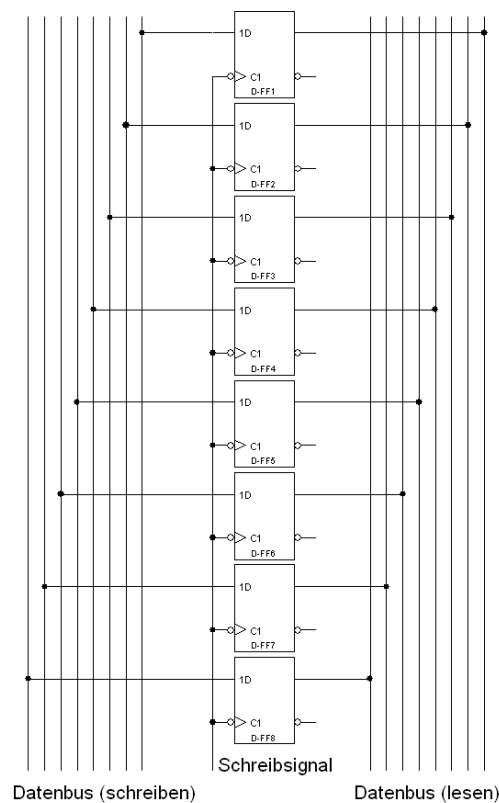 1D
C1
D-FF1
1D
C1
D-FF2
1D
C1
D-FF3
1D
C1
D-FF4
1D
C1
D-FF5
1D
C1
D-FF6
1D
C1
D-FF7
1D
C1
D-FF8
Schreibsignal
Datenbus (schreiben)
Datenbus (lesen)